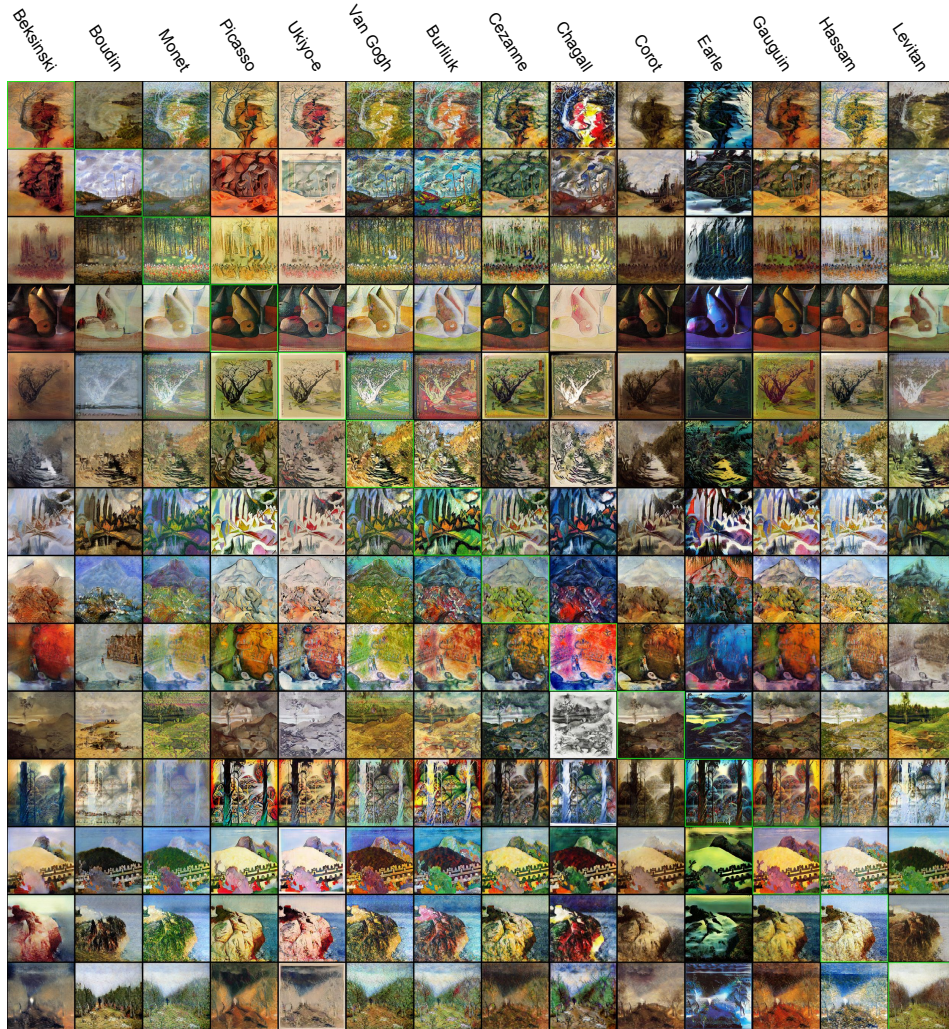 Beksinski
Boudin
Monet
Picasso
Ukiyo-e
Van Gogh
Burliuk
Cezanne
Chagall
Corot
Earle
Gauguin
Hassam
Levitan